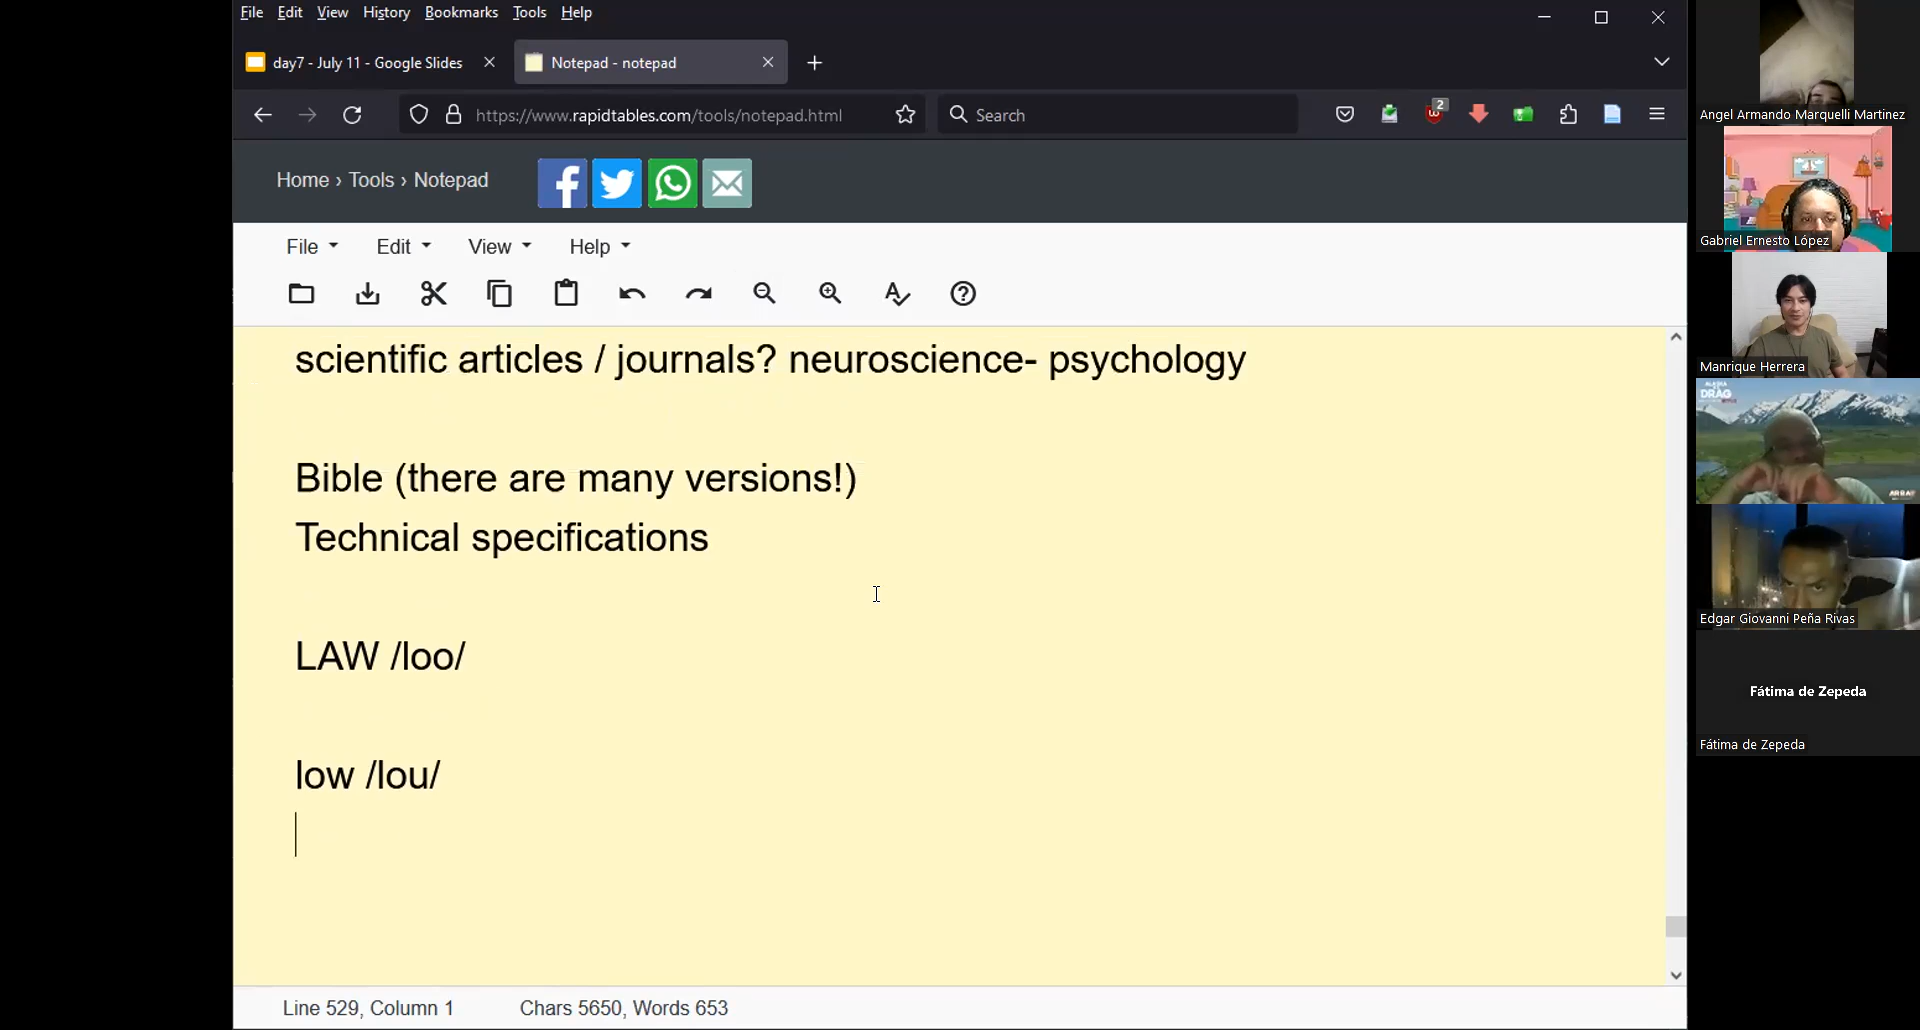 File Edit View History Bookmarks Tools Help
day7 - July 11 - Google Slides
Notepad - notepad
https://www.rapidtables.com/tools/notepad.html
Search
2
Home › Tools › Notepad
File Edit View Help
scientific articles / journals? neuroscience- psychology
Bible (there are many versions!)
Technical specifications
LAW /loo/
low /lou/
Line 529, Column 1 Chars 5650, Words 653
Angel Armando Marquelli Martinez
Gabriel Ernesto López
Manrique Herrera
DRAG
Edgar Giovanni Peña Rivas
Fátima de Zepeda
Fátima de Zepeda